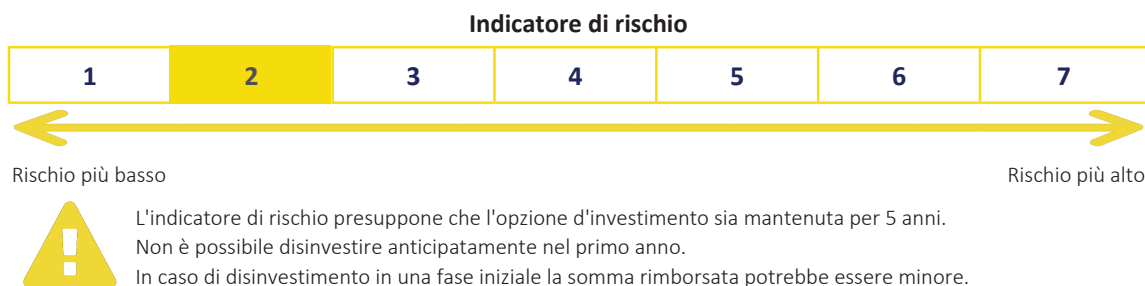 Indicatore di rischio
1 2 3 4 5 6 7
Rischio più basso Rischio più alto
L'indicatore di rischio presuppone che l'opzione d'investimento sia mantenuta per 5 anni.
Non è possibile disinvestire anticipatamente nel primo anno.
In caso di disinvestimento in una fase iniziale la somma rimborsata potrebbe essere minore.